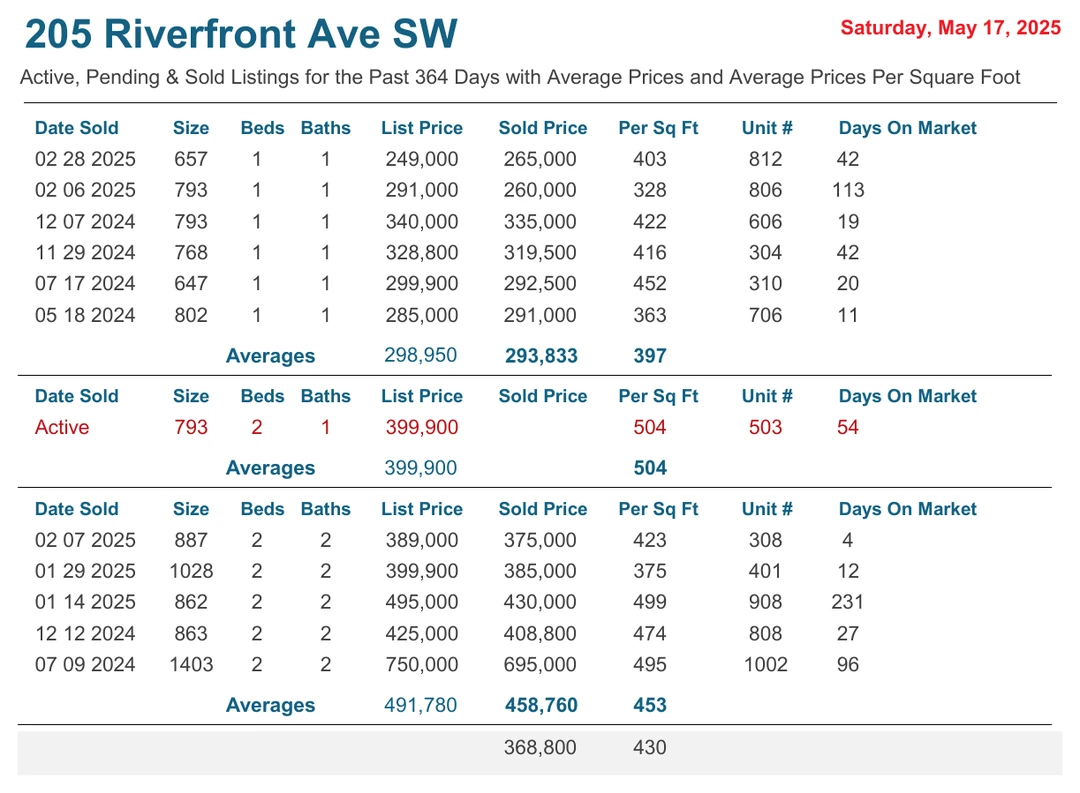 205 Riverfront Ave SW
Saturday, May 17, 2025
Active, Pending & Sold Listings for the Past 364 Days with Average Prices and Average Prices Per Square Foot
Date Sold Size Beds Baths List Price Sold Price Per Sq Ft Unit # Days On Market
02 28 2025 657 1 1 249,000 265,000 403 812 42
02 06 2025 793 1 1 291,000 260,000 328 806 113
12 07 2024 793 1 1 340,000 335,000 422 606 19
11 29 2024 768 1 1 328,800 319,500 416 304 42
07 17 2024 647 1 1 299,900 292,500 452 310 20
05 18 2024 802 1 1 285,000 291,000 363 706 11
Averages 298,950 293,833 397
Date Sold Size Beds Baths List Price Sold Price Per Sq Ft Unit # Days On Market
Active 793 2 1 399,900 504 503 54
Averages 399,900 504
Date Sold Size Beds Baths List Price Sold Price Per Sq Ft Unit # Days On Market
02 07 2025 887 2 2 389,000 375,000 423 308 4
01 29 2025 1028 2 2 399,900 385,000 375 401 12
01 14 2025 862 2 2 495,000 430,000 499 908 231
12 12 2024 863 2 2 425,000 408,800 474 808 27
07 09 2024 1403 2 2 750,000 695,000 495 1002 96
Averages 491,780 458,760 453
368,800 430